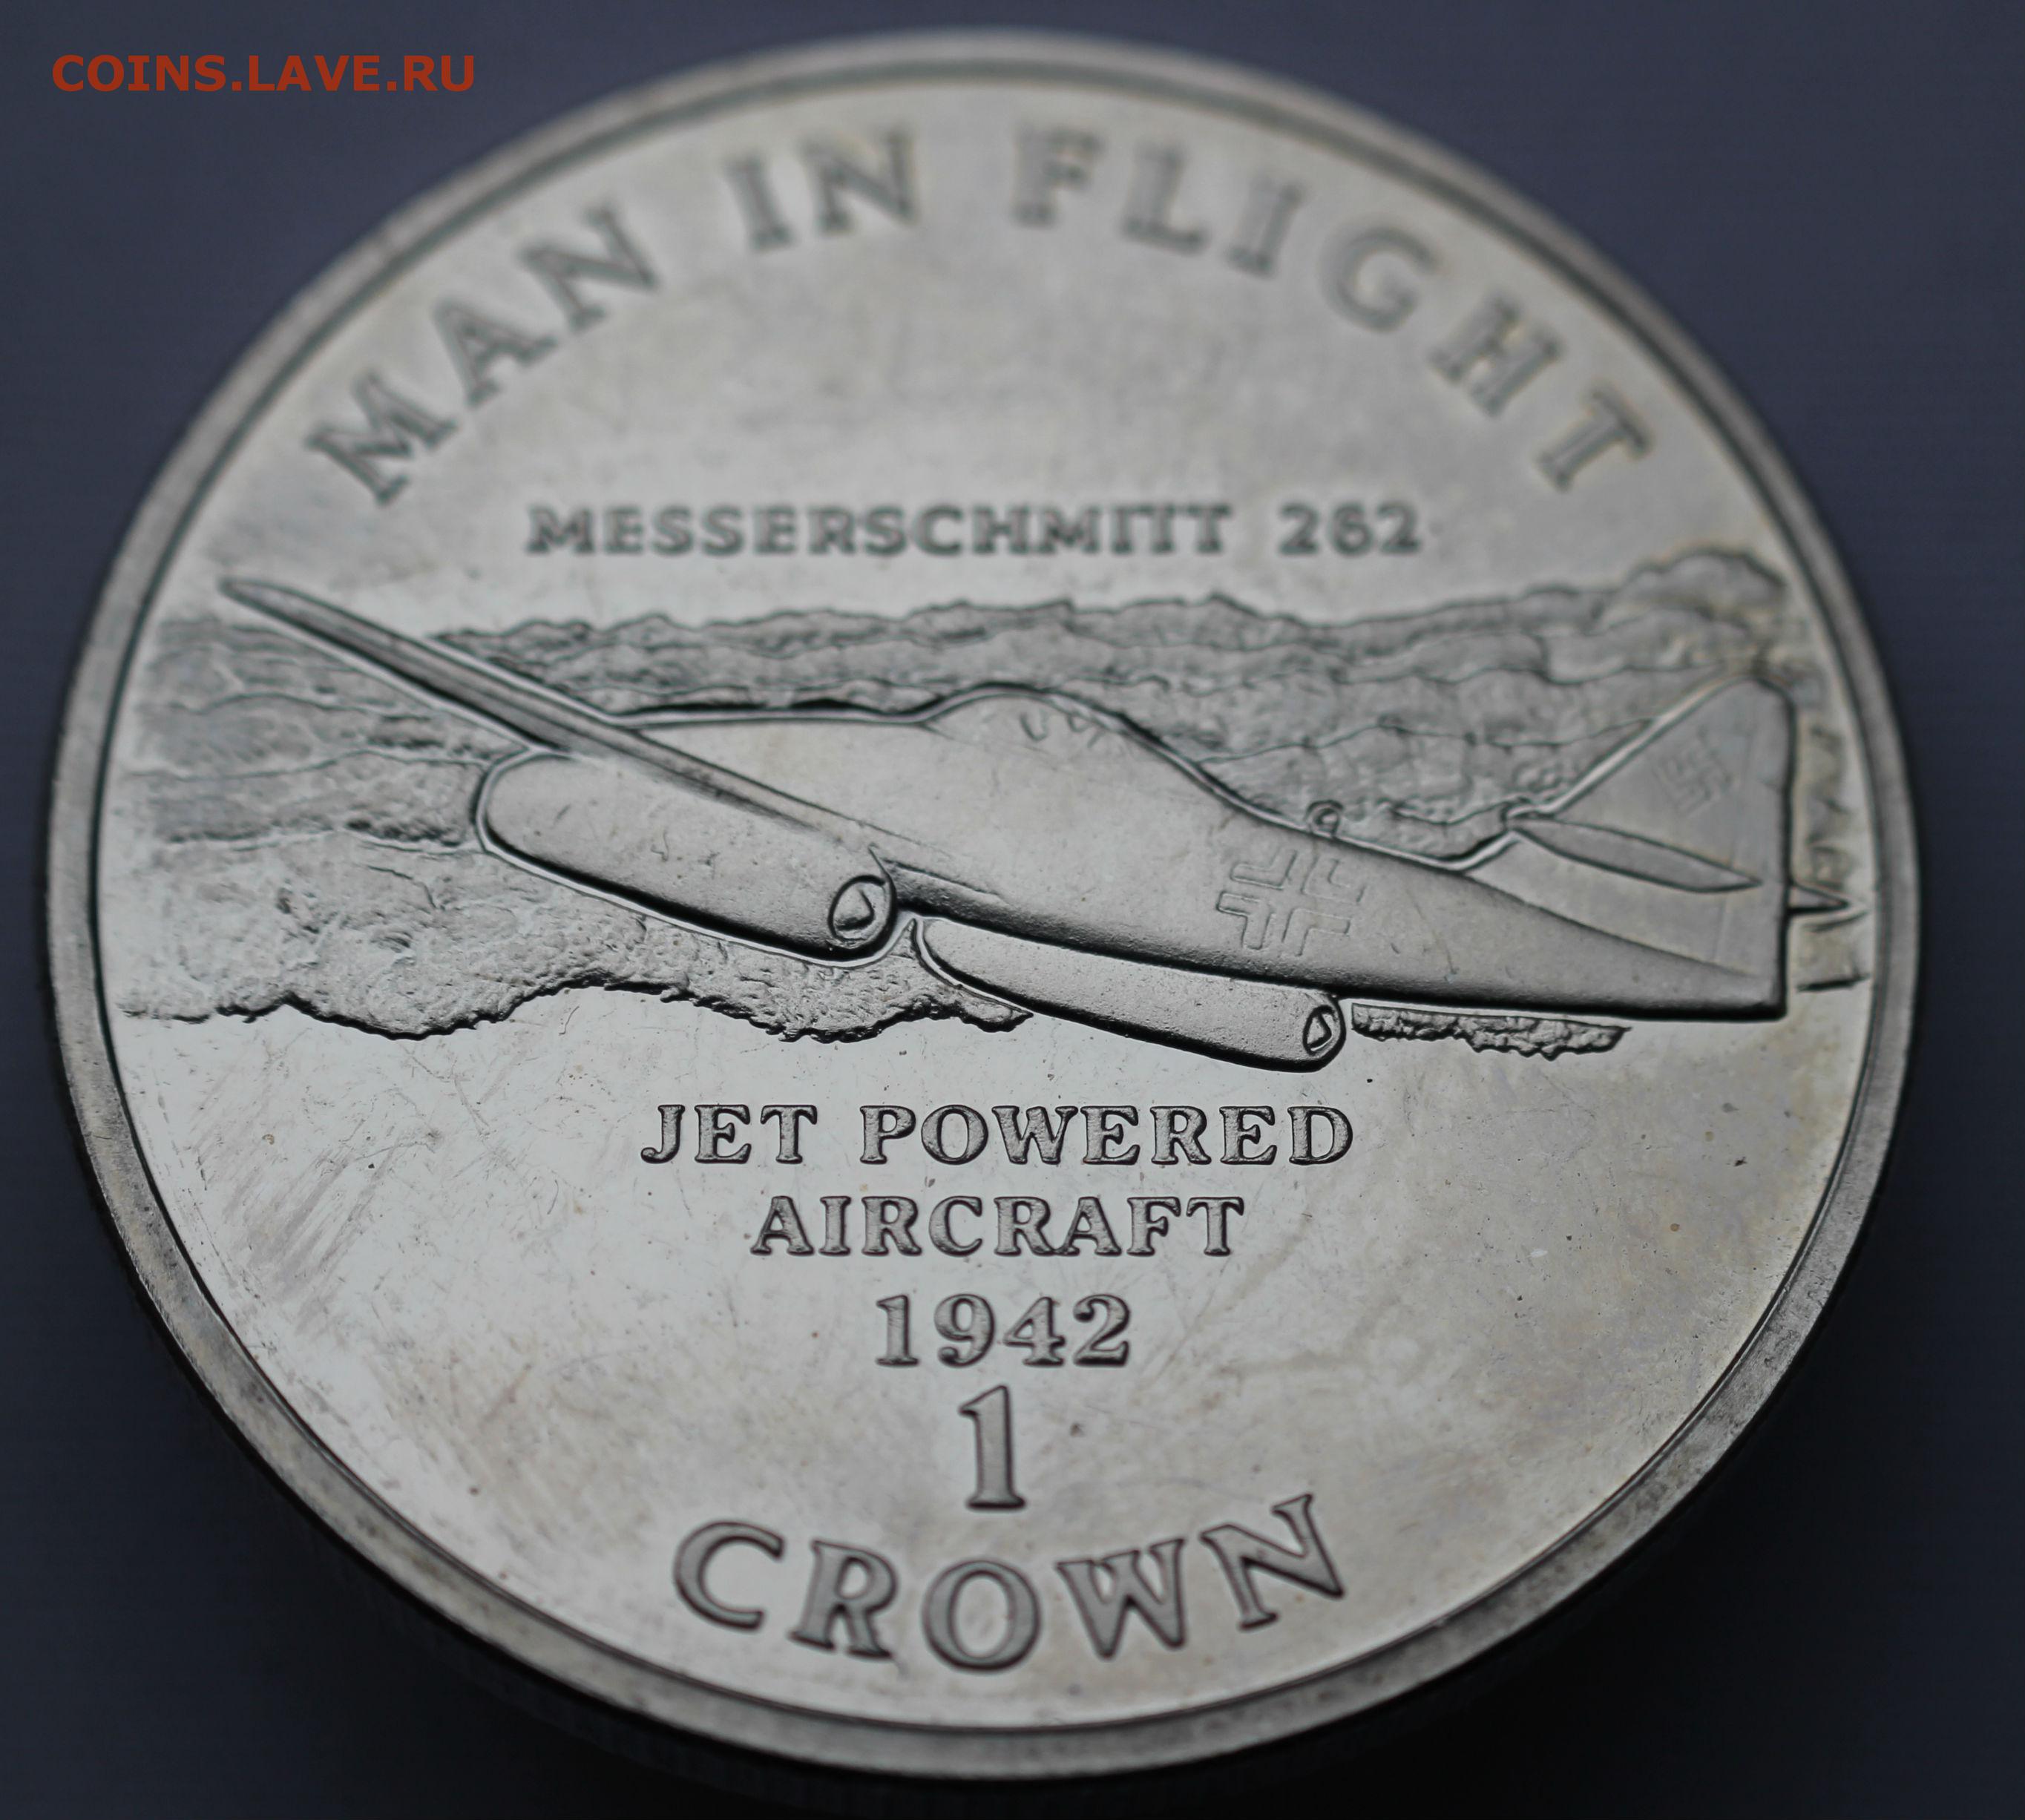 COINS.LAVE.RU
MAN IN FLIGHT
MESSERSCHMITT 262
JET POWERED
AIRCRAFT
1942
1
CROWN